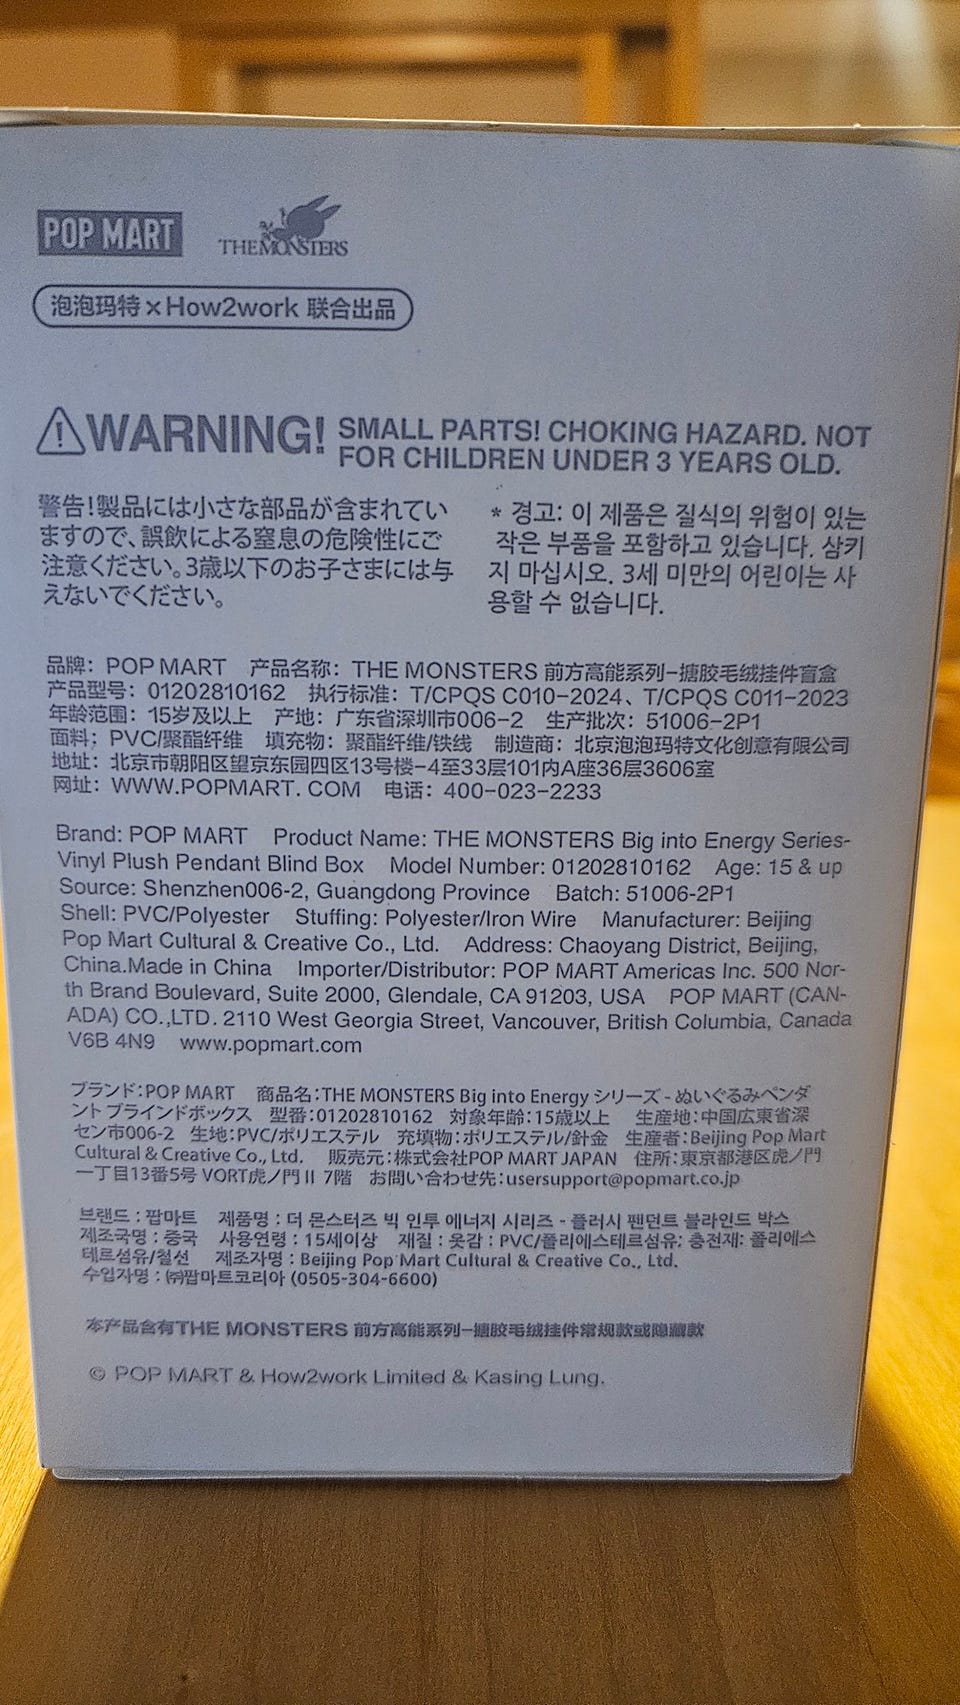 POP MART
THE MONSTERS
泡泡玛特×How2work 联合出品
WARNING! SMALL PARTS! CHOKING HAZARD. NOT
FOR CHILDREN UNDER 3 YEARS OLD.
警告!製品には小さな部品が含まれてい
ますので、誤飲による窒息の危険性にご
注意ください。3歳以下のお子さまには与
えないでください。
* 경고: 이 제품은 질식의 위험이 있는
작은 부품을 포함하고 있습니다. 삼키
지 마십시오. 3세 미만의 어린이는 사
용할 수 없습니다.
品牌： POP MART 产品名称： THE MONSTERS 前方高能系列-搪胶毛绒挂件盲盒
产品型号： 01202810162 执行标准： T/CPQS C010-2024、T/CPQS C011-2023
年龄范围： 15岁及以上 产地： 广东省深圳市006-2 生产批次： 51006-2P1
面料： PVC/聚酯纤维 填充物： 聚酯纤维/铁线 制造商： 北京泡泡玛特文化创意有限公司
地址： 北京市朝阳区望京东园四区13号楼-4至33层101内A座36层3606室
网址： WWW.POPMART. COM 电话： 400-023-2233
Brand: POP MART Product Name: THE MONSTERS Big into Energy Series-
Vinyl Plush Pendant Blind Box Model Number: 01202810162 Age: 15 & up
Source: Shenzhen006-2, Guangdong Province Batch: 51006-2P1
Shell: PVC/Polyester Stuffing: Polyester/Iron Wire Manufacturer: Beijing
Pop Mart Cultural & Creative Co., Ltd. Address: Chaoyang District, Beijing,
China.Made in China Importer/Distributor: POP MART Americas Inc. 500 Nor-
th Brand Boulevard, Suite 2000, Glendale, CA 91203, USA POP MART (CAN-
ADA) CO.,LTD. 2110 West Georgia Street, Vancouver, British Columbia, Canada
V6B 4N9 www.popmart.com
ブランド:POP MART 商品名:THE MONSTERS Big into Energy シリーズ - ぬいぐるみペンダ
ント ブラインドボックス 型番:01202810162 対象年齢:15歳以上 生産地:中国広東省深
セン市006-2 生地:PVC/ポリエステル 充填物:ポリエステル/針金 生産者:Beijing Pop Mart
Cultural & Creative Co., Ltd. 販売元:株式会社POP MART JAPAN 住所:東京都港区虎ノ門
一丁目13番5号 VORT虎ノ門Ⅱ 7階 お問い合わせ先:usersupport@popmart.co.jp
브랜드 : 팝마트 제품명 : 더 몬스터즈 빅 인투 에너지 시리즈 - 플러시 펜던트 블라인드 박스
제조국명 : 중국 사용연령 : 15세이상 재질 : 옷감 : PVC/폴리에스테르섬유; 충전재: 폴리에스
테르섬유/철선 제조자명 : Beijing Pop Mart Cultural & Creative Co., Ltd.
수입자명 : ㈜팝마트코리아 (0505-304-6600)
本产品含有THE MONSTERS 前方高能系列-搪胶毛绒挂件常规款或隐藏款
© POP MART & How2work Limited & Kasing Lung.